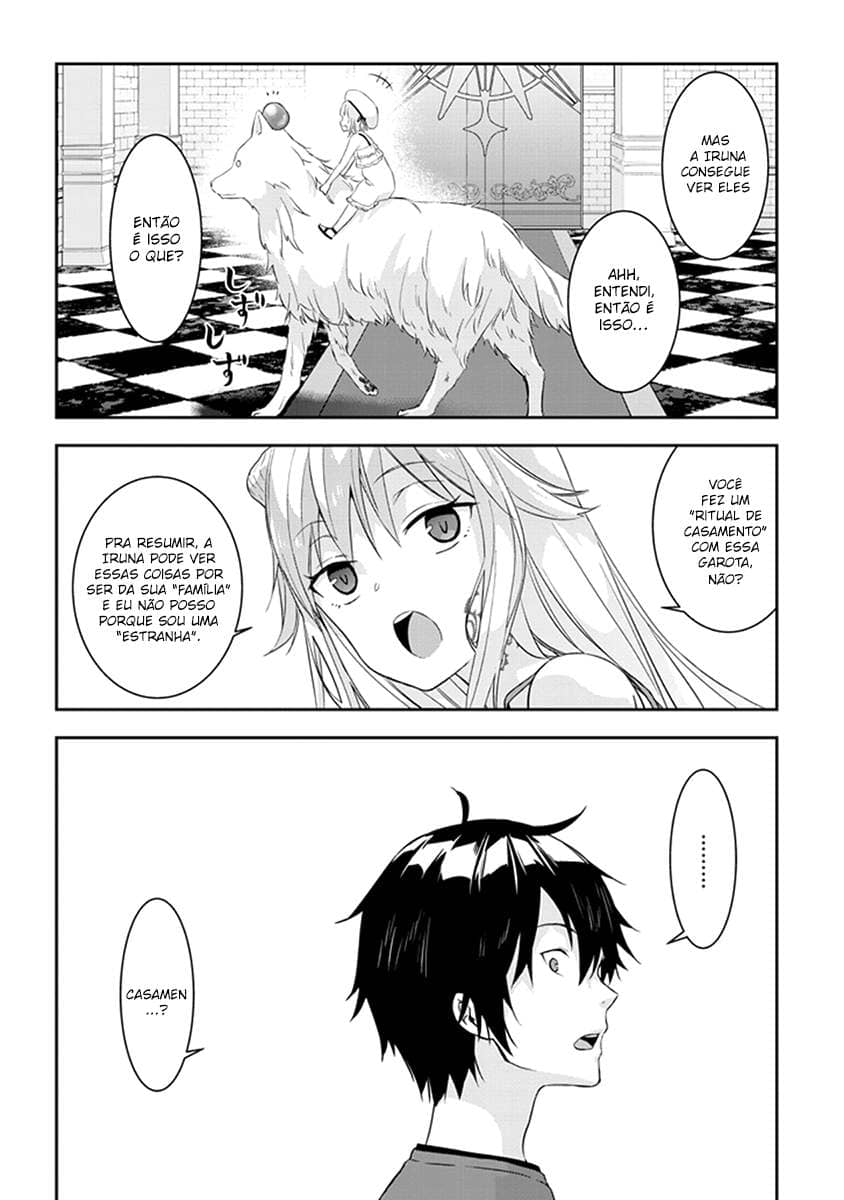 MAS
A IRUNA
CONSEGUE
VER ELES
AHH,
ENTENDI,
ENTÃO É
ISSO...
ENTÃO
É ISSO
O QUE?
しず
しず
VOCÊ
FEZ UM
"RITUAL DE
CASAMENTO"
COM ESSA
GAROTA,
NÃO?
PRA RESUMIR, A
IRUNA PODE VER
ESSAS COISAS POR
SER DA SUA "FAMÍLIA"
E EU NÃO POSSO
PORQUE SOU UMA
"ESTRANHA".
.........
CASAMEN
...?